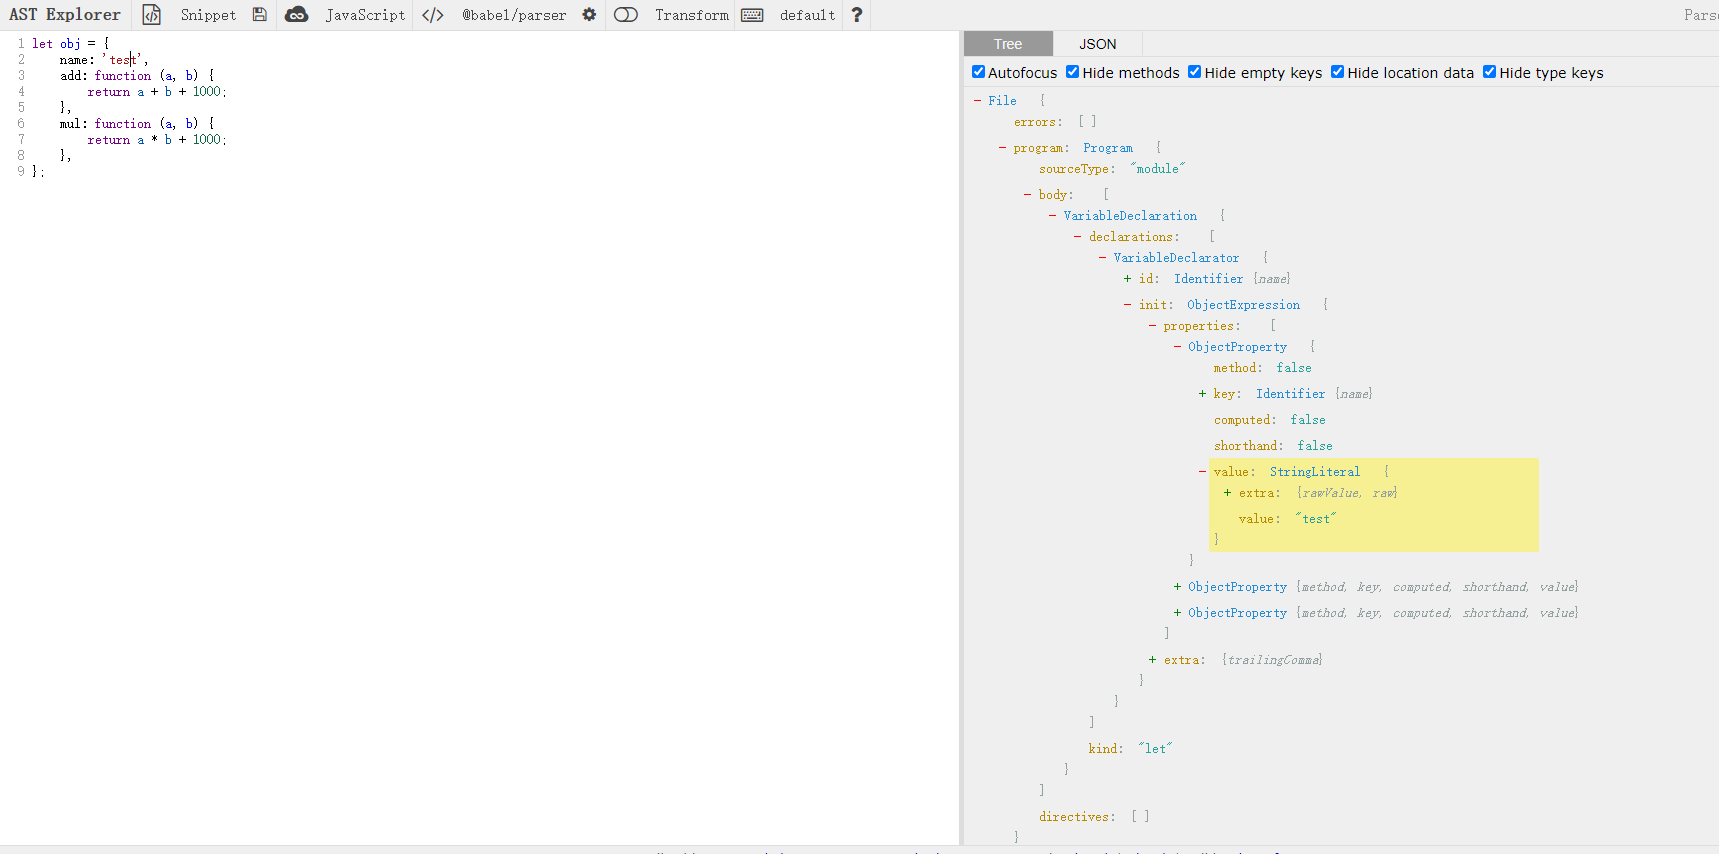 AST Explorer Snippet JavaScript </> @babel/parser Transform default ? Pars
1 let obj = {
2     name: 'test',
3     add: function (a, b) {
4         return a + b + 1000;
5     },
6     mul: function (a, b) {
7         return a * b + 1000;
8     },
9 };
Tree JSON
Autofocus Hide methods Hide empty keys Hide location data Hide type keys
- File {
errors: [ ]
- program: Program {
sourceType: "module"
- body: [
- VariableDeclaration {
- declarations: [
- VariableDeclarator {
+ id: Identifier {name}
- init: ObjectExpression {
- properties: [
- ObjectProperty {
method: false
+ key: Identifier {name}
computed: false
shorthand: false
- value: StringLiteral {
+ extra: {rawValue, raw}
value: "test"
}
}
+ ObjectProperty {method, key, computed, shorthand, value}
+ ObjectProperty {method, key, computed, shorthand, value}
]
+ extra: {trailingComma}
}
}
]
kind: "let"
}
]
directives: [ ]
}